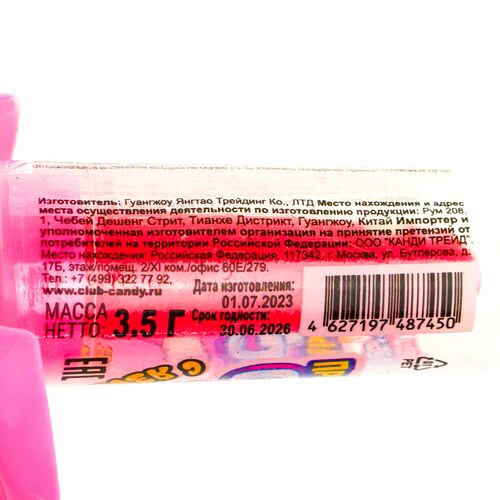 Изготовитель: Гуангжоу Янгтао Трейдинг Ко., ЛТД Место нахождения и адрес
места осуществления деятельности по изготовлению продукции: Рум 208,
1, Чебей Дешенг Стрит, Тианхе Дистрикт, Гуангжоу, Китай Импортер и
уполномоченная изготовителем организация на принятие претензий от
потребителей на территории Российской Федерации: ООО "КАНДИ ТРЕЙД".
Место нахождения: Российская Федерация, 117342, г. Москва, ул. Бутлерова, д.
17Б, этаж/помещ. 2/XI ком./офис 60Е/279.
Тел.: +7 (499) 322 77 92.
www.club-candy.ru
Дата изготовления:
01.07.2023
МАССА
НЕТТО: 3,5 Г
Срок годности:
30.06.2026
4 627197 487450
EAC